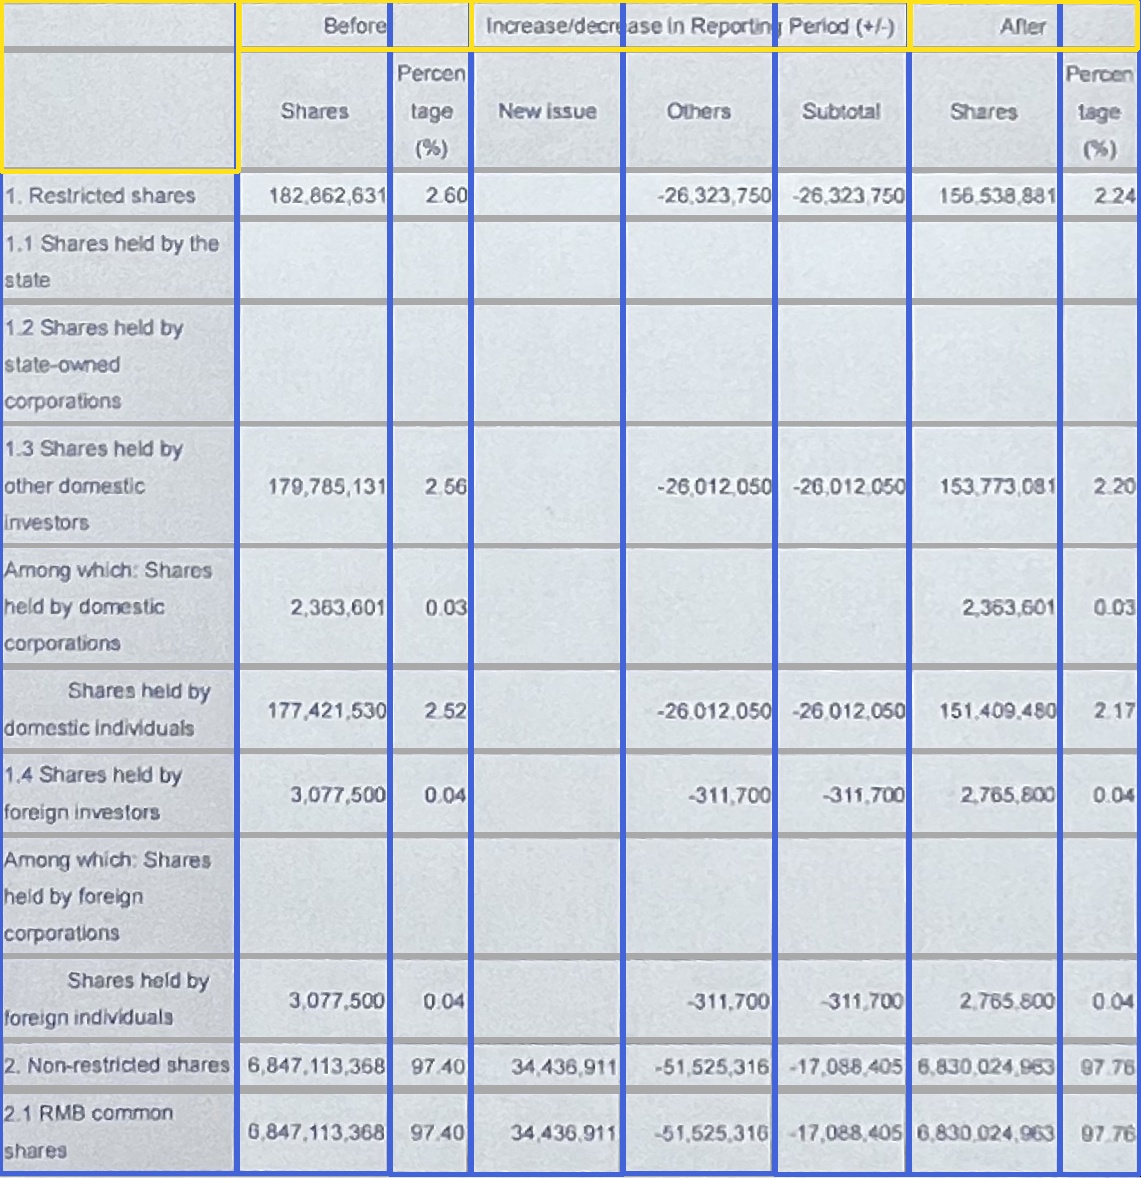 Before Increase/decrease in Reporting Period (+/-) After
Shares Percen tage (%) New issue Others Subtotal Shares Percen tage (%)
1. Restricted shares 182,862,631 2.60 -26,323,750 -26,323,750 156,538,881 2.24
1.1 Shares held by the
state
1.2 Shares held by
state-owned
corporations
1.3 Shares held by
other domestic 179,785,131 2.56 -26,012,050 -26,012,050 153,773,081 2.20
investors
Among which: Shares
held by domestic 2,363,601 0.03 2,363,601 0.03
corporations
Shares held by
domestic individuals 177,421,530 2.52 -26,012,050 -26,012,050 151,409,480 2.17
1.4 Shares held by
foreign investors 3,077,500 0.04 -311,700 -311,700 2,765,800 0.04
Among which: Shares
held by foreign
corporations
Shares held by
foreign individuals 3,077,500 0.04 -311,700 -311,700 2,765,800 0.04
2. Non-restricted shares 6,847,113,368 97.40 34,436,911 -51,525,316 -17,088,405 6,830,024,963 97.76
2.1 RMB common
shares 6,847,113,368 97.40 34,436,911 -51,525,316 -17,088,405 6,830,024,963 97.76